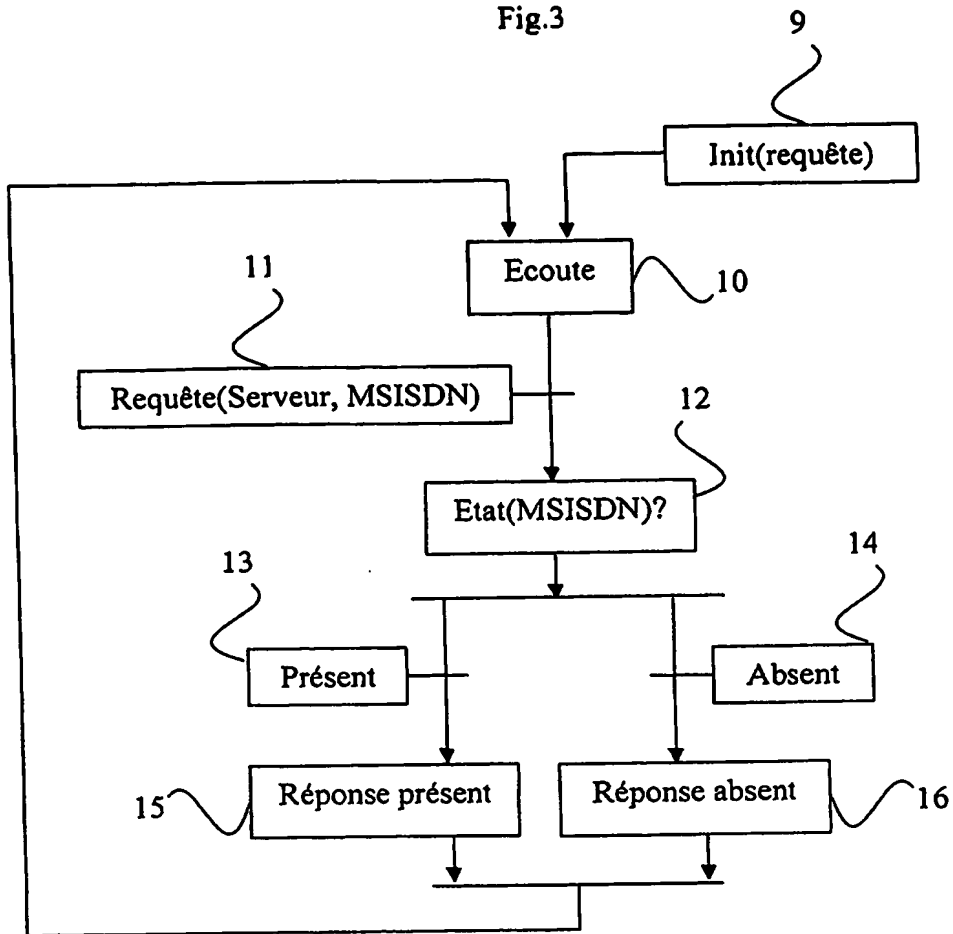 Fig.3
9
Init(requête)
Ecoute
10
11
Requête(Serveur, MSISDN)
12
Etat(MSISDN)?
13
14
Présent
Absent
15
Réponse présent
Réponse absent
16